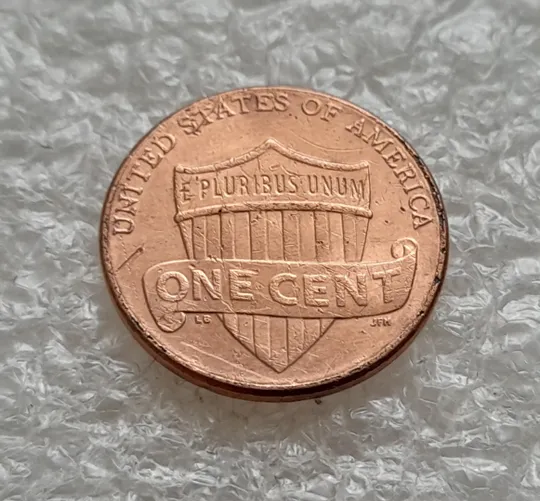 UNITED STATES OF AMERICA
E PLURIBUS UNUM
ONE CENT
LB
JFM